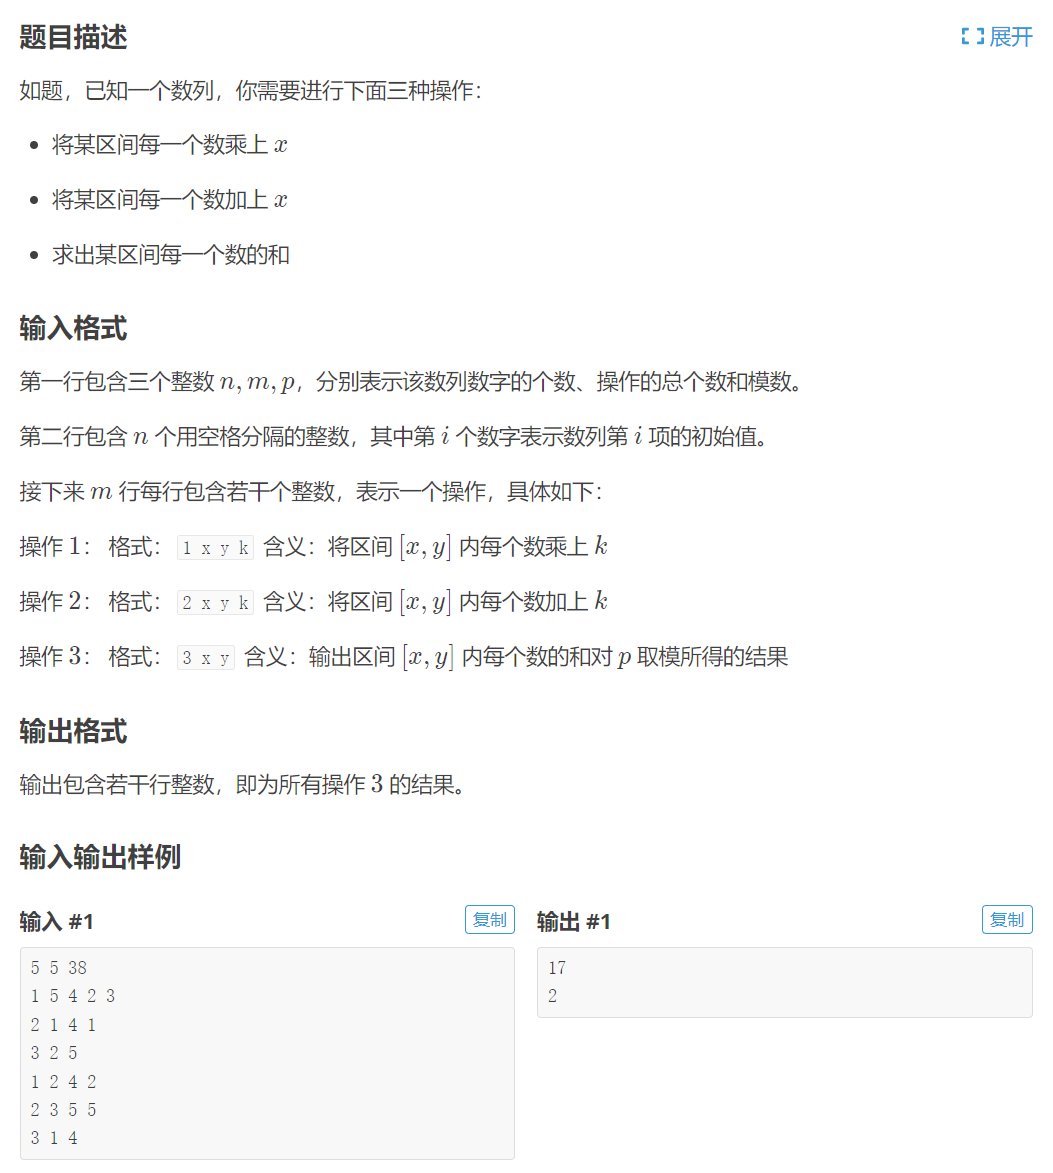 题目描述
展开
如题，已知一个数列，你需要进行下面三种操作：
• 将某区间每一个数乘上 x
• 将某区间每一个数加上 x
• 求出某区间每一个数的和
输入格式
第一行包含三个整数 n, m, p，分别表示该数列数字的个数、操作的总个数和模数。
第二行包含 n 个用空格分隔的整数，其中第 i 个数字表示数列第 i 项的初始值。
接下来 m 行每行包含若干个整数，表示一个操作，具体如下：
操作 1： 格式： 1 x y k 含义：将区间 [x, y] 内每个数乘上 k
操作 2： 格式： 2 x y k 含义：将区间 [x, y] 内每个数加上 k
操作 3： 格式： 3 x y 含义：输出区间 [x, y] 内每个数的和对 p 取模所得的结果
输出格式
输出包含若干行整数，即为所有操作 3 的结果。
输入输出样例
输入 #1
复制
5 5 38
1 5 4 2 3
2 1 4 1
3 2 5
1 2 4 2
2 3 5 5
3 1 4
输出 #1
复制
17
2